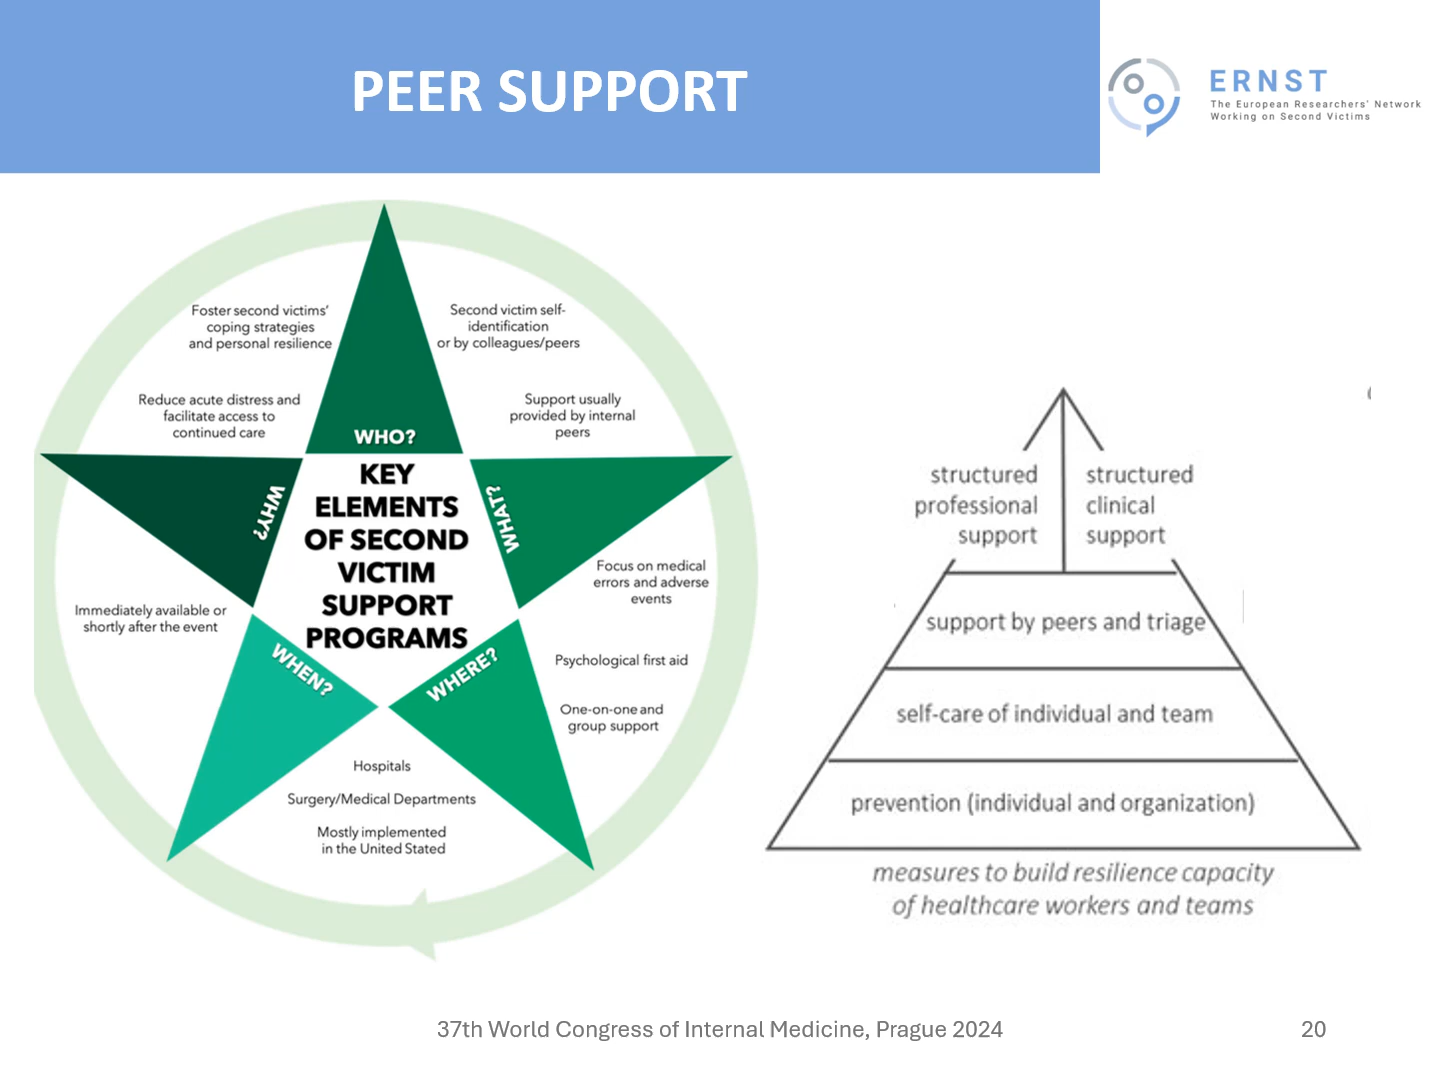 PEER SUPPORT
ERNST
The European Researchers' Network
Working on Second Victims
Foster second victims'
coping strategies
and personal resilience
Reduce acute distress and
facilitate access to
continued care
Second victim self-
identification
or by colleagues/peers
Support usually
provided by internal
peers
WHO?
WHY?
WHAT?
KEY
ELEMENTS
OF SECOND
VICTIM
SUPPORT
PROGRAMS
Focus on medical
errors and adverse
events
Psychological first aid
One-on-one and
group support
Immediately available or
shortly after the event
WHEN?
WHERE?
Hospitals
Surgery/Medical Departments
Mostly implemented
in the United Stated
structured
professional
support
structured
clinical
support
support by peers and triage
self-care of individual and team
prevention (individual and organization)
measures to build resilience capacity
of healthcare workers and teams
37th World Congress of Internal Medicine, Prague 2024
20